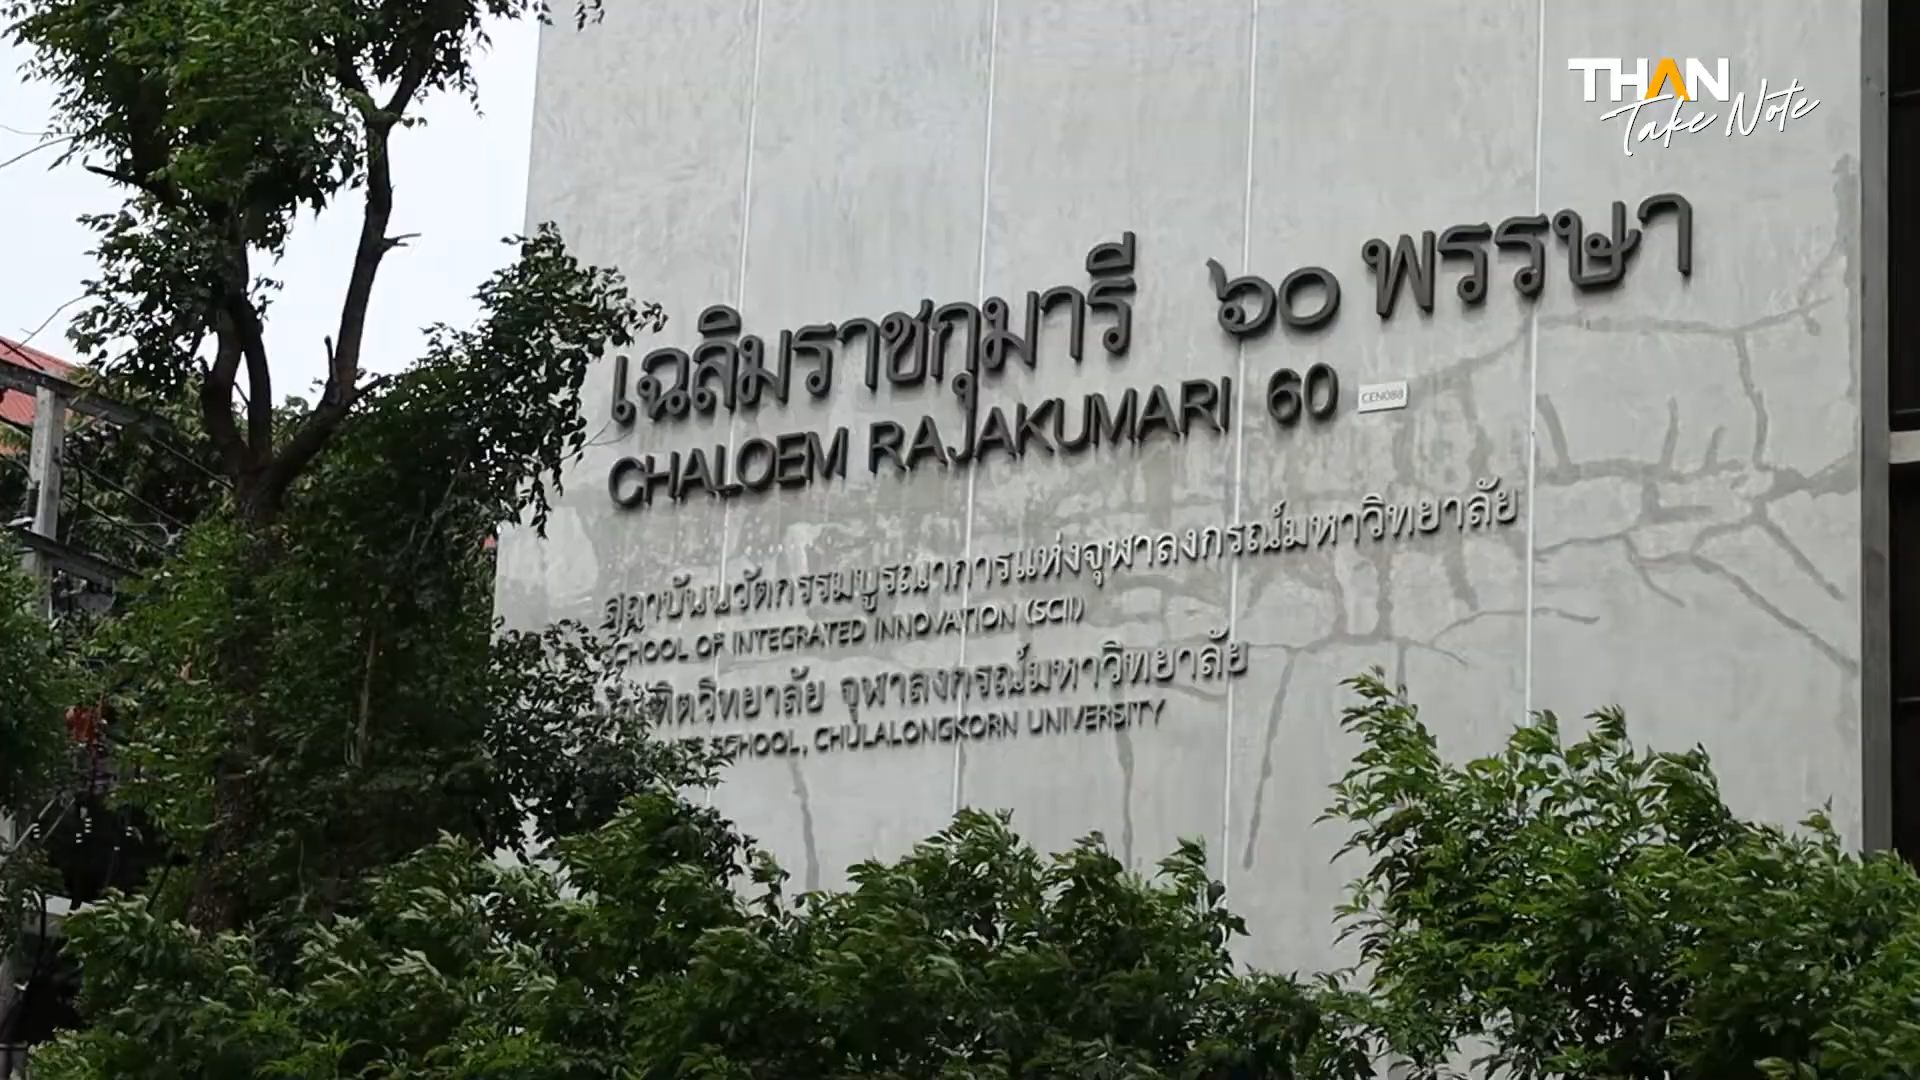 THAN
Take Note
เฉลิมราชกุมารี ๖๐ พรรษา
CHALOEM RAJAKUMARI 60
CEN088
สถาบันนวัตกรรมบูรณาการแห่งจุฬาลงกรณ์มหาวิทยาลัย
SCHOOL OF INTEGRATED INNOVATION (SCII)
จุฬาลงกรณ์มหาวิทยาลัย
SCHOOL, CHULALONGKORN UNIVERSITY